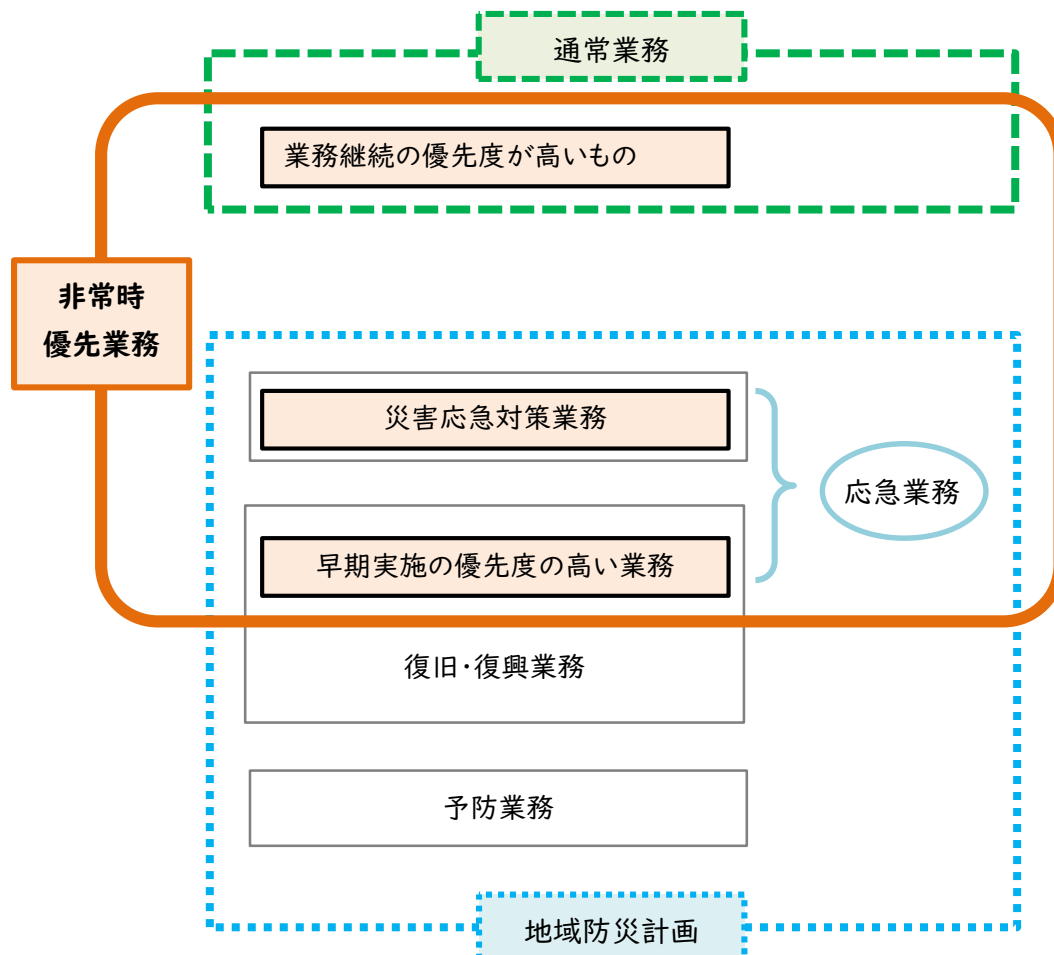 通常業務
業務継続の優先度が高いもの
非常時
優先業務
災害応急対策業務
応急業務
早期実施の優先度の高い業務
復旧・復興業務
予防業務
地域防災計画